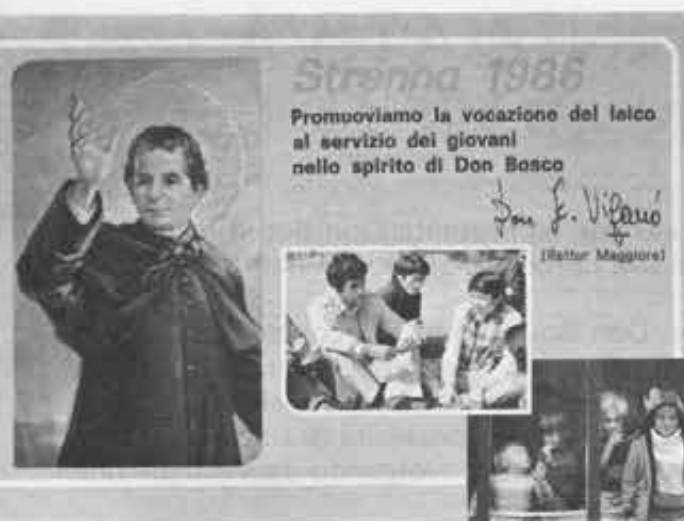 Strenna 1986
Promuoviamo la vocazione del laico
al servizio dei giovani
nello spirito di Don Bosco
Don E. Viganó
(Rettor Maggiore)